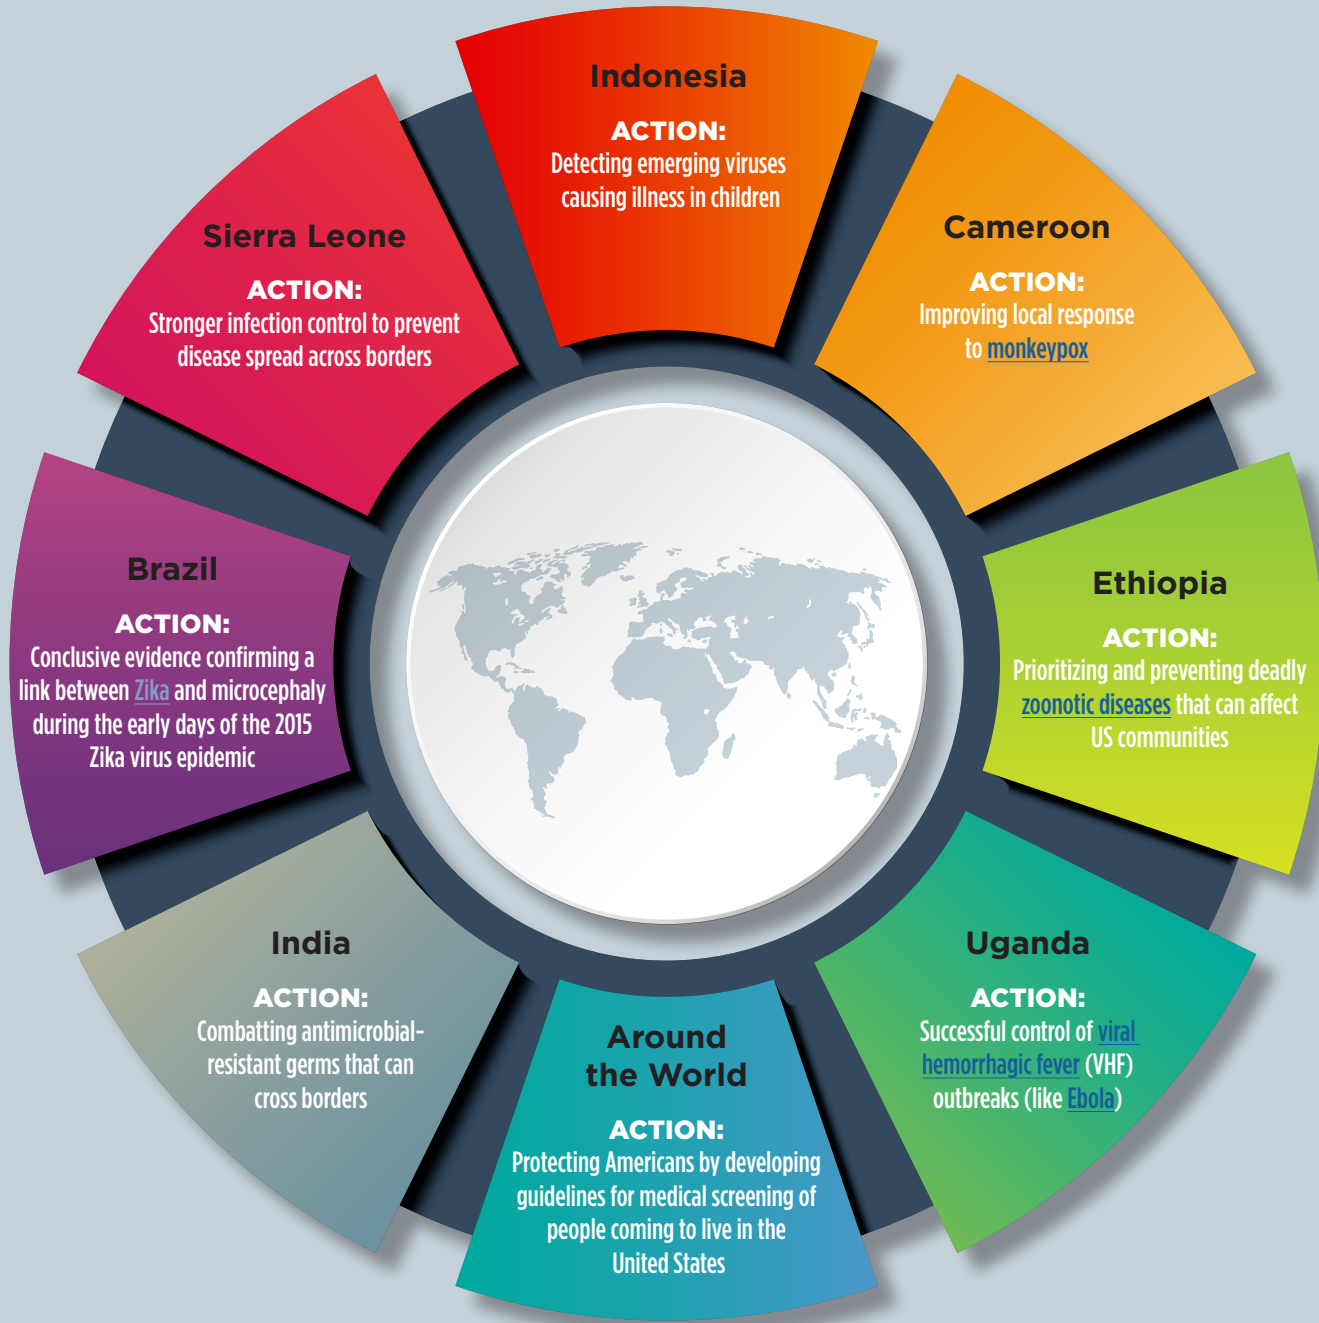 Indonesia
ACTION:
Detecting emerging viruses
causing illness in children
Cameroon
ACTION:
Improving local response
to monkeypox
Ethiopia
ACTION:
Prioritizing and preventing deadly
zoonotic diseases that can affect
US communities
Uganda
ACTION:
Successful control of viral
hemorrhagic fever (VHF)
outbreaks (like Ebola)
Around
the World
ACTION:
Protecting Americans by developing
guidelines for medical screening of
people coming to live in the
United States
India
ACTION:
Combatting antimicrobial-
resistant germs that can
cross borders
Brazil
ACTION:
Conclusive evidence confirming a
link between Zika and microcephaly
during the early days of the 2015
Zika virus epidemic
Sierra Leone
ACTION:
Stronger infection control to prevent
disease spread across borders